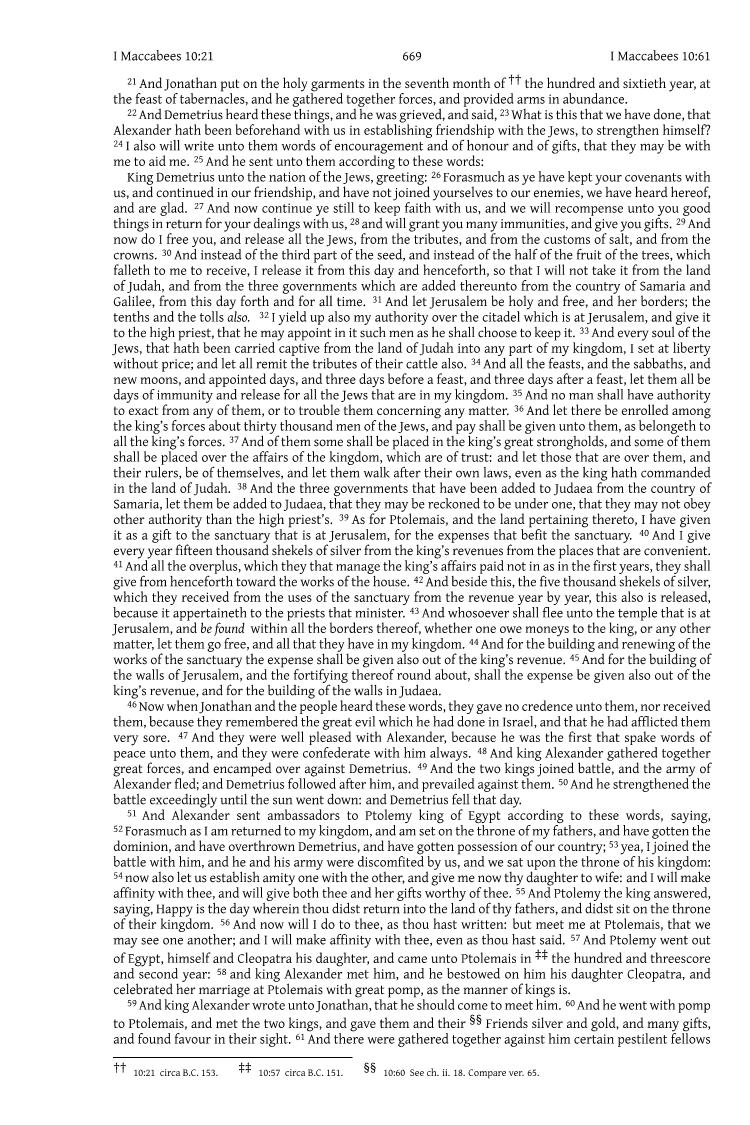 I Maccabees 10:21 669 I Maccabees 10:61
21 And Jonathan put on the holy garments in the seventh month of †† the hundred and sixtieth year, at
the feast of tabernacles, and he gathered together forces, and provided arms in abundance.
22 And Demetrius heard these things, and he was grieved, and said, 23 What is this that we have done, that
Alexander hath been beforehand with us in establishing friendship with the Jews, to strengthen himself?
24 I also will write unto them words of encouragement and of honour and of gifts, that they may be with
me to aid me. 25 And he sent unto them according to these words:
King Demetrius unto the nation of the Jews, greeting: 26 Forasmuch as ye have kept your covenants with
us, and continued in our friendship, and have not joined yourselves to our enemies, we have heard hereof,
and are glad. 27 And now continue ye still to keep faith with us, and we will recompense unto you good
things in return for your dealings with us, 28 and will grant you many immunities, and give you gifts. 29 And
now do I free you, and release all the Jews, from the tributes, and from the customs of salt, and from the
crowns. 30 And instead of the third part of the seed, and instead of the half of the fruit of the trees, which
falleth to me to receive, I release it from this day and henceforth, so that I will not take it from the land
of Judah, and from the three governments which are added thereunto from the country of Samaria and
Galilee, from this day forth and for all time. 31 And let Jerusalem be holy and free, and her borders; the
tenths and the tolls also. 32 I yield up also my authority over the citadel which is at Jerusalem, and give it
to the high priest, that he may appoint in it such men as he shall choose to keep it. 33 And every soul of the
Jews, that hath been carried captive from the land of Judah into any part of my kingdom, I set at liberty
without price; and let all remit the tributes of their cattle also. 34 And all the feasts, and the sabbaths, and
new moons, and appointed days, and three days before a feast, and three days after a feast, let them all be
days of immunity and release for all the Jews that are in my kingdom. 35 And no man shall have authority
to exact from any of them, or to trouble them concerning any matter. 36 And let there be enrolled among
the king's forces about thirty thousand men of the Jews, and pay shall be given unto them, as belongeth to
all the king's forces. 37 And of them some shall be placed in the king's great strongholds, and some of them
shall be placed over the affairs of the kingdom, which are of trust: and let those that are over them, and
their rulers, be of themselves, and let them walk after their own laws, even as the king hath commanded
in the land of Judah. 38 And the three governments that have been added to Judaea from the country of
Samaria, let them be added to Judaea, that they may be reckoned to be under one, that they may not obey
other authority than the high priest's. 39 As for Ptolemais, and the land pertaining thereto, I have given
it as a gift to the sanctuary that is at Jerusalem, for the expenses that befit the sanctuary. 40 And I give
every year fifteen thousand shekels of silver from the king's revenues from the places that are convenient.
41 And all the overplus, which they that manage the king's affairs paid not in as in the first years, they shall
give from henceforth toward the works of the house. 42 And beside this, the five thousand shekels of silver,
which they received from the uses of the sanctuary from the revenue year by year, this also is released,
because it appertaineth to the priests that minister. 43 And whosoever shall flee unto the temple that is at
Jerusalem, and be found within all the borders thereof, whether one owe moneys to the king, or any other
matter, let them go free, and all that they have in my kingdom. 44 And for the building and renewing of the
works of the sanctuary the expense shall be given also out of the king's revenue. 45 And for the building of
the walls of Jerusalem, and the fortifying thereof round about, shall the expense be given also out of the
king's revenue, and for the building of the walls in Judaea.
46 Now when Jonathan and the people heard these words, they gave no credence unto them, nor received
them, because they remembered the great evil which he had done in Israel, and that he had afflicted them
very sore. 47 And they were well pleased with Alexander, because he was the first that spake words of
peace unto them, and they were confederate with him always. 48 And king Alexander gathered together
great forces, and encamped over against Demetrius. 49 And the two kings joined battle, and the army of
Alexander fled; and Demetrius followed after him, and prevailed against them. 50 And he strengthened the
battle exceedingly until the sun went down: and Demetrius fell that day.
51 And Alexander sent ambassadors to Ptolemy king of Egypt according to these words, saying,
52 Forasmuch as I am returned to my kingdom, and am set on the throne of my fathers, and have gotten the
dominion, and have overthrown Demetrius, and have gotten possession of our country; 53 yea, I joined the
battle with him, and he and his army were discomfited by us, and we sat upon the throne of his kingdom:
54 now also let us establish amity one with the other, and give me now thy daughter to wife: and I will make
affinity with thee, and will give both thee and her gifts worthy of thee. 55 And Ptolemy the king answered,
saying, Happy is the day wherein thou didst return into the land of thy fathers, and didst sit on the throne
of their kingdom. 56 And now will I do to thee, as thou hast written: but meet me at Ptolemais, that we
may see one another; and I will make affinity with thee, even as thou hast said. 57 And Ptolemy went out
of Egypt, himself and Cleopatra his daughter, and came unto Ptolemais in ‡‡ the hundred and threescore
and second year: 58 and king Alexander met him, and he bestowed on him his daughter Cleopatra, and
celebrated her marriage at Ptolemais with great pomp, as the manner of kings is.
59 And king Alexander wrote unto Jonathan, that he should come to meet him. 60 And he went with pomp
to Ptolemais, and met the two kings, and gave them and their §§ Friends silver and gold, and many gifts,
and found favour in their sight. 61 And there were gathered together against him certain pestilent fellows
†† 10:21 circa B.C. 153. ‡‡ 10:57 circa B.C. 151. §§ 10:60 See ch. ii. 18. Compare ver. 65.